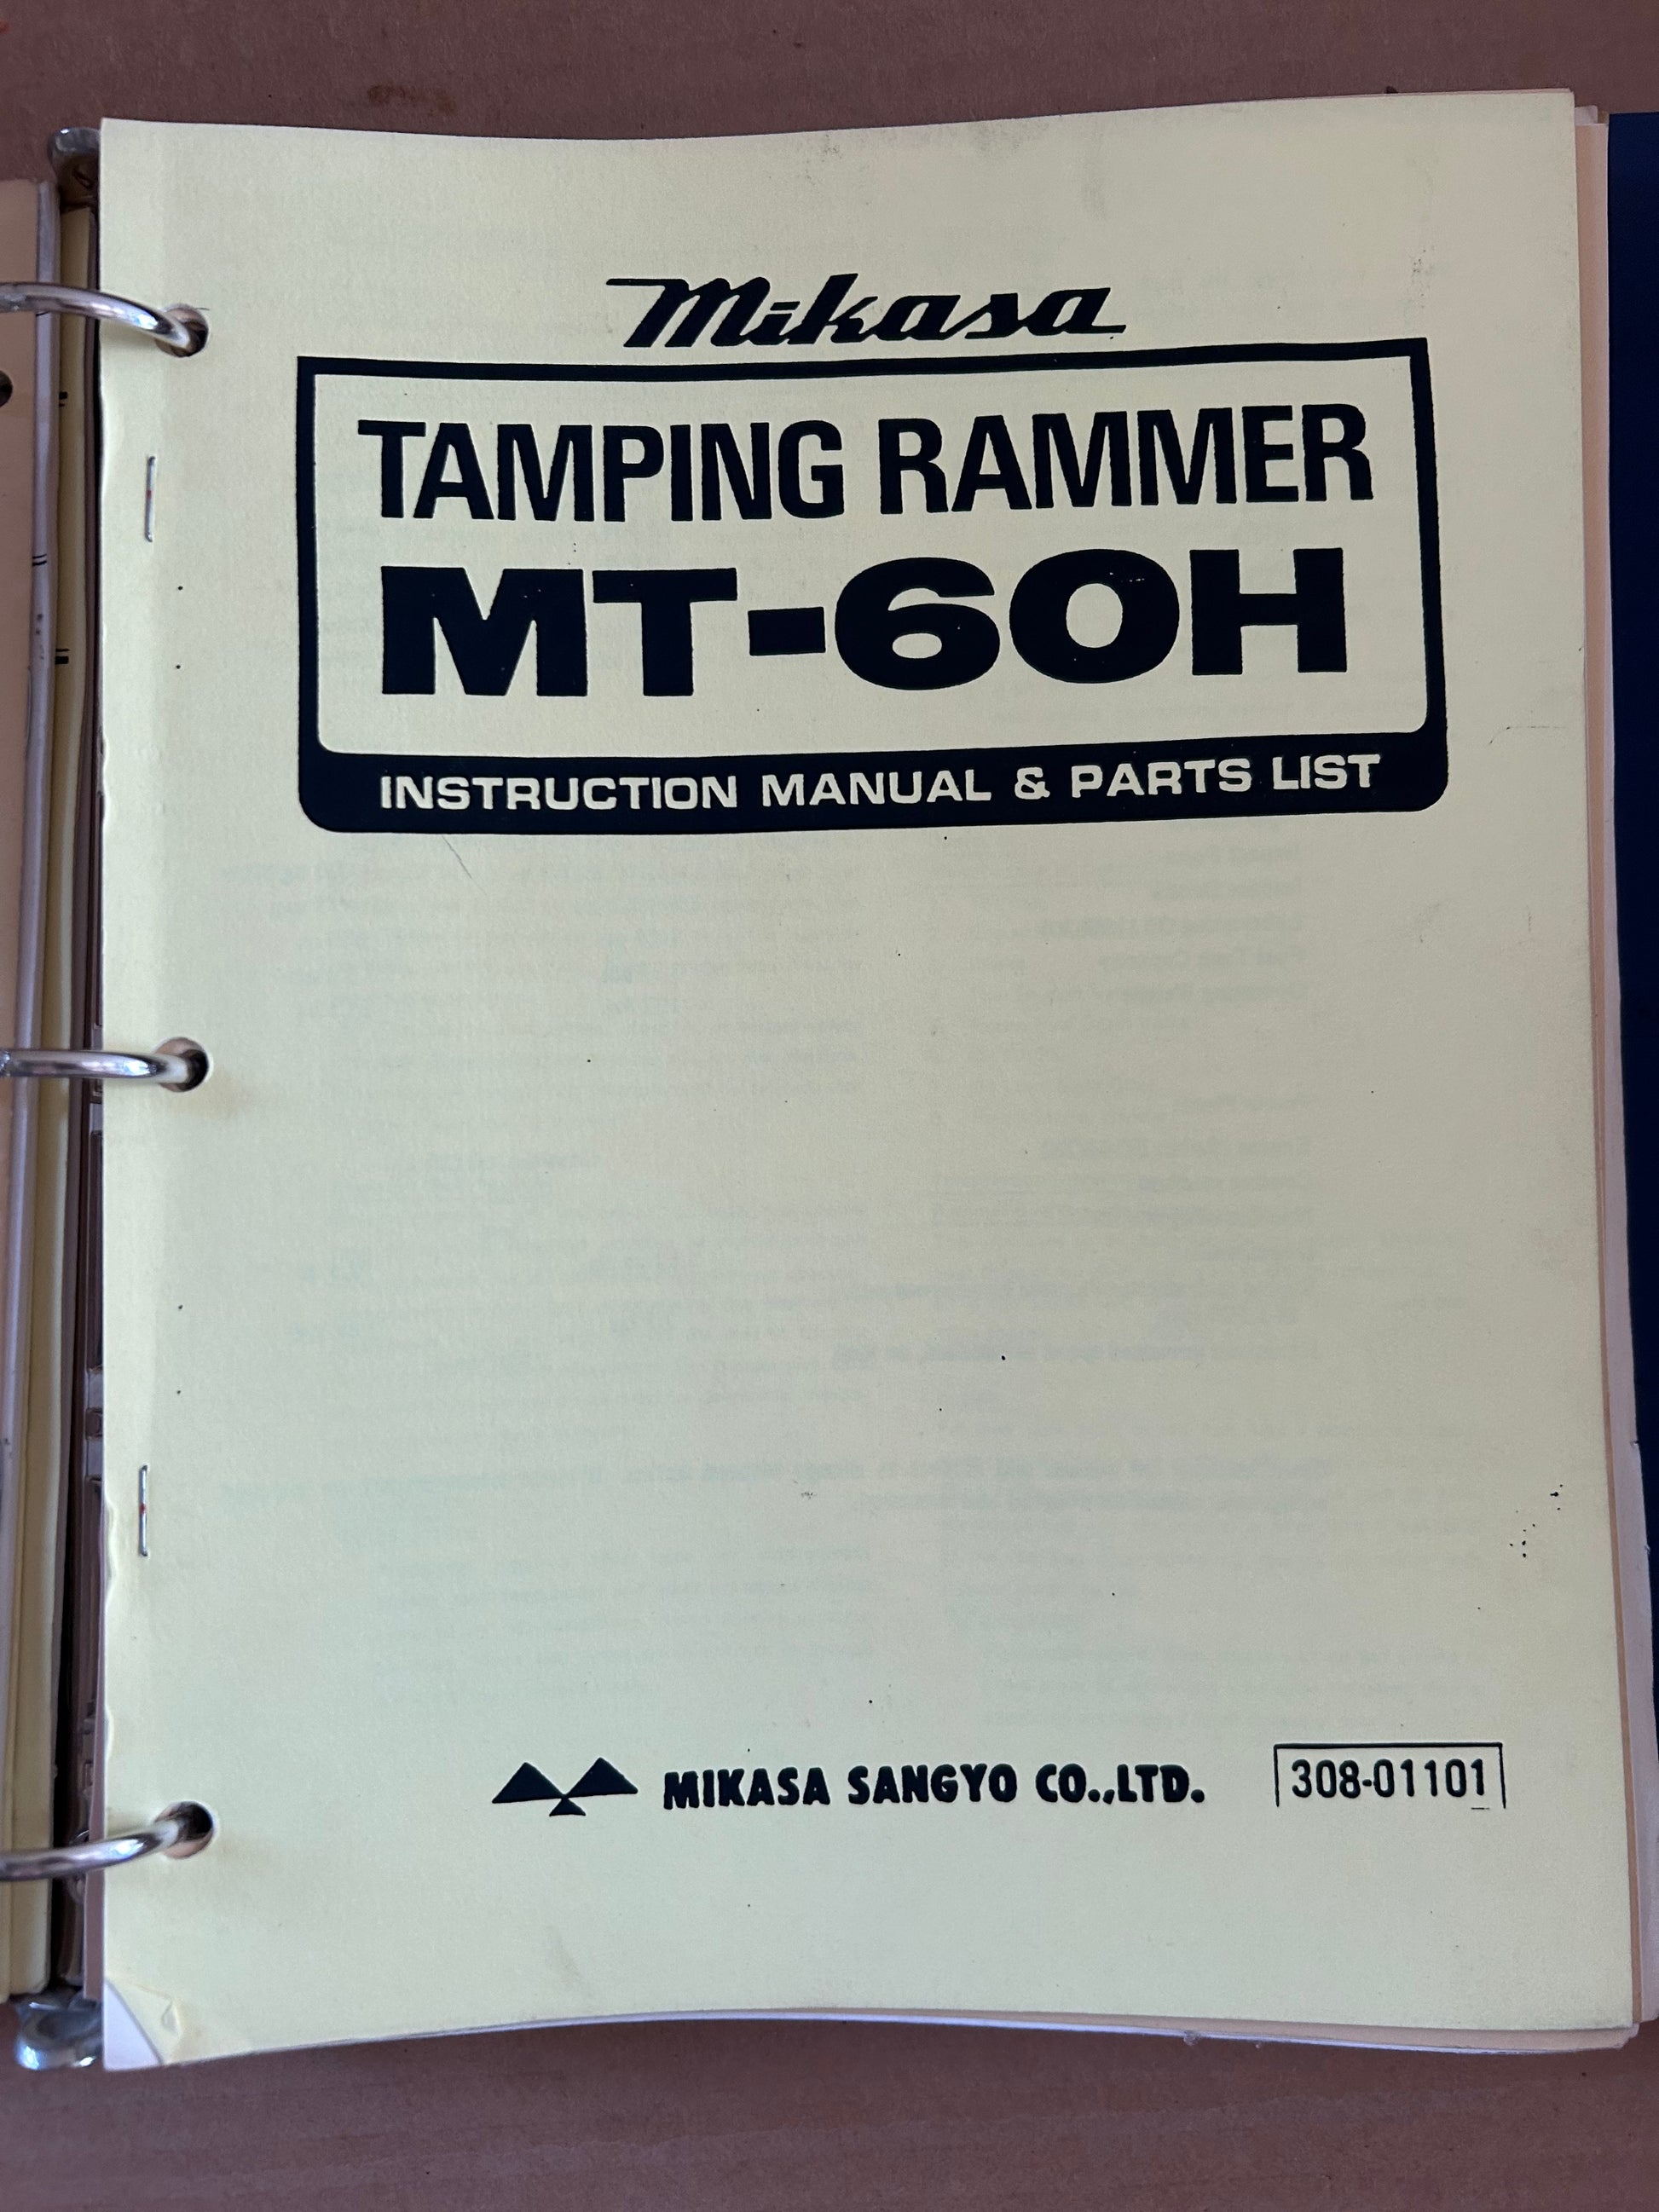 Mikasa
TAMPING RAMMER
MT-60H
INSTRUCTION MANUAL & PARTS LIST
MIKASA SANGYO CO.,LTD.
308-01101